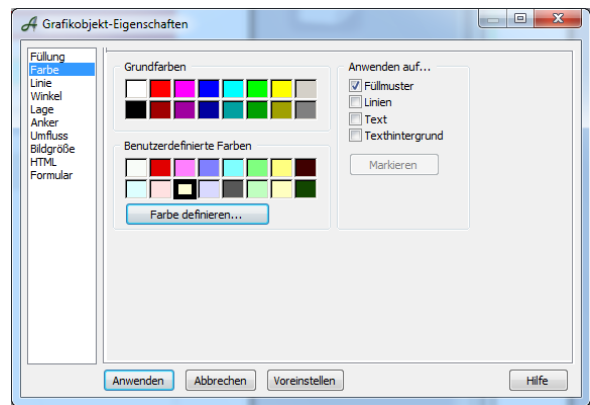 Grafikobjekt-Eigenschaften
Füllung
Farbe
Linie
Winkel
Lage
Anker
Umfluss
Bildgröße
HTML
Formular
Grundfarben
Benutzerdefinierte Farben
Farbe definieren...
Anwenden auf...
Füllmuster
Linien
Text
Texthintergrund
Markieren
Anwenden
Abbrechen
Voreinstellen
Hilfe